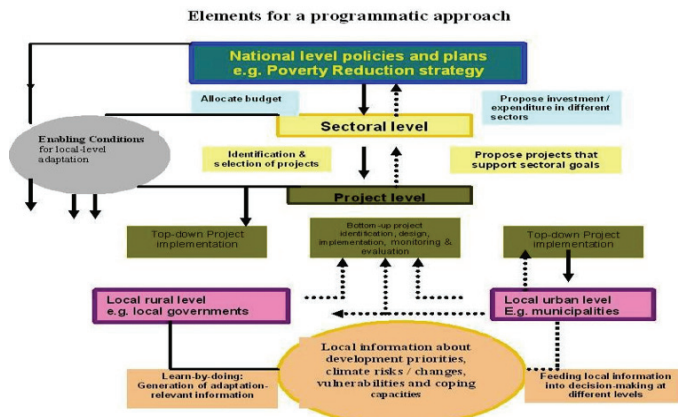 Elements for a programmatic approach
National level policies and plans
e.g. Poverty Reduction strategy
Allocate budget
Propose investment /
expenditure in different
sectors
Sectoral level
Enabling Conditions
for local-level
adaptation
Identification &
selection of projects
Propose projects that
support sectoral goals
Project level
Top-down Project
implementation
Bottom-up project
identification, design,
implementation, monitoring &
evaluation
Top-down Project
implementation
Local rural level
e.g. local governments
Local urban level
E.g. municipalities
Local information about
development priorities,
climate risks / changes,
vulnerabilities and coping
capacities
Learn-by-doing:
Generation of adaptation-
relevant information
Feeding local information
into decision-making at
different levels